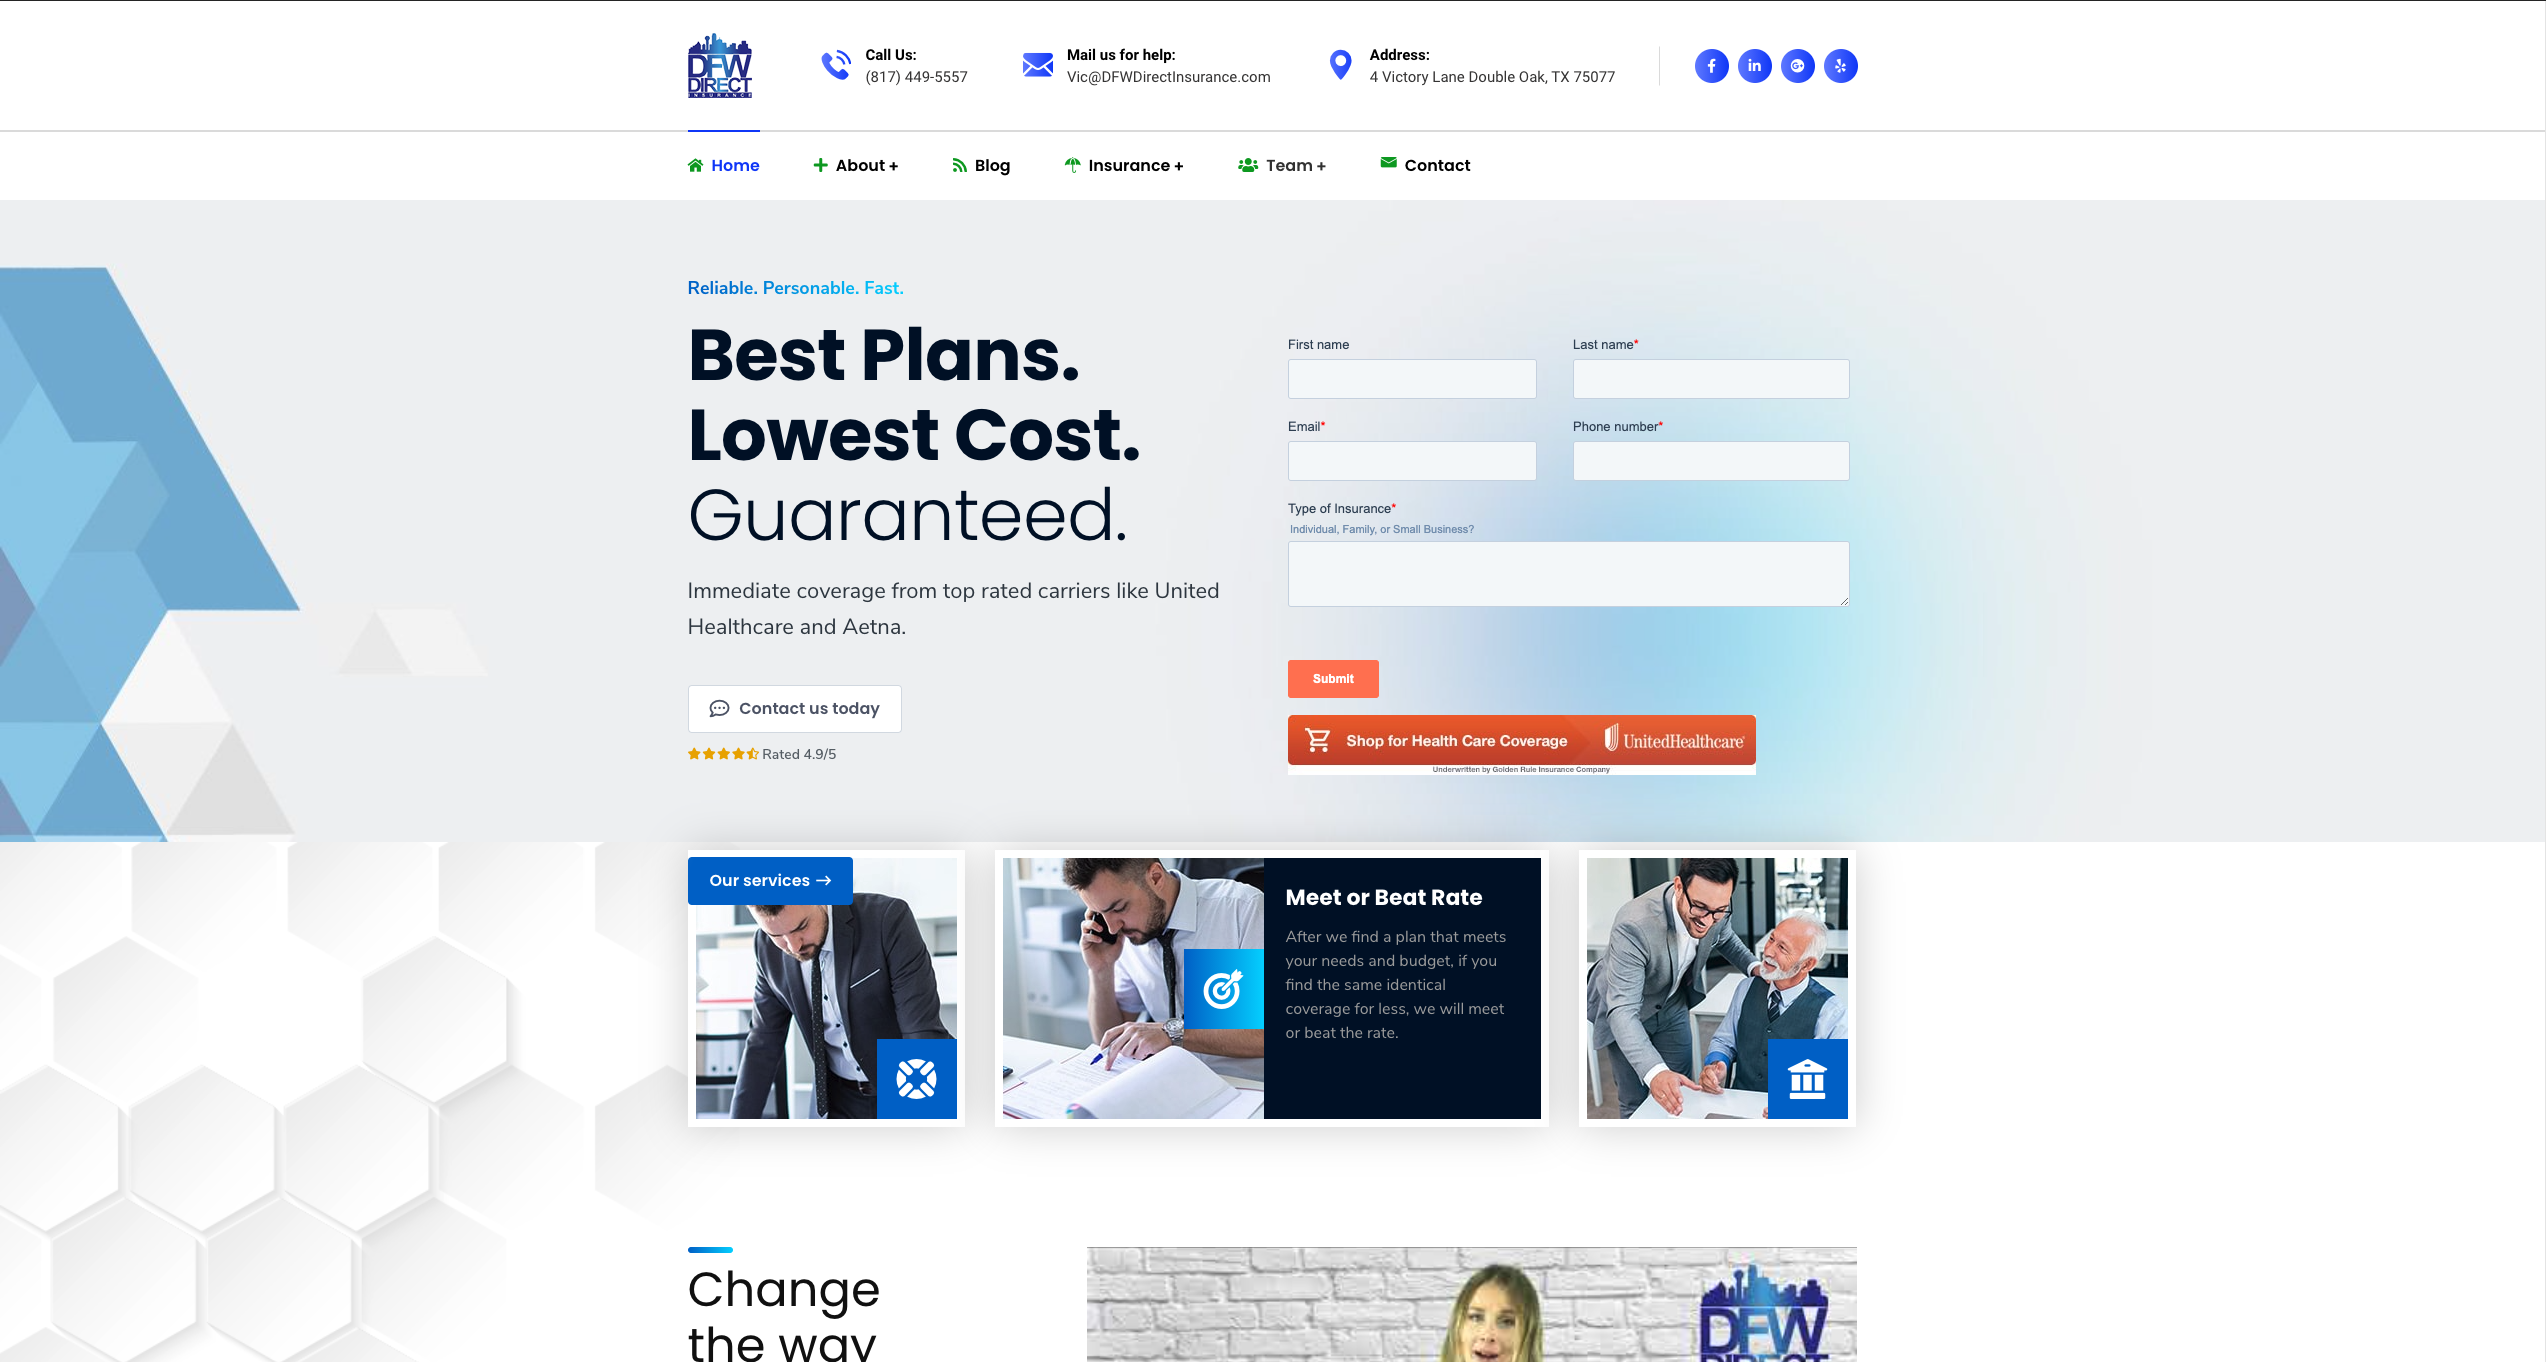 DFW
DIRECT
INSURANCE
Call Us:
(817) 449-5557
Mail us for help:
Vic@DFWDirectInsurance.com
Address:
4 Victory Lane Double Oak, TX 75077
Home
About +
Blog
Insurance +
Team +
Contact
Reliable. Personable. Fast.
Best Plans.
Lowest Cost.
Guaranteed.
Immediate coverage from top rated carriers like United
Healthcare and Aetna.
Contact us today
Rated 4.9/5
First name
Last name*
Email*
Phone number*
Type of Insurance*
Individual, Family, or Small Business?
Submit
Shop for Health Care Coverage
UnitedHealthcare
Underwritten by Golden Rule Insurance Company
Our services →
Meet or Beat Rate
After we find a plan that meets
your needs and budget, if you
find the same identical
coverage for less, we will meet
or beat the rate.
Change
the way
DFW
DIRECT